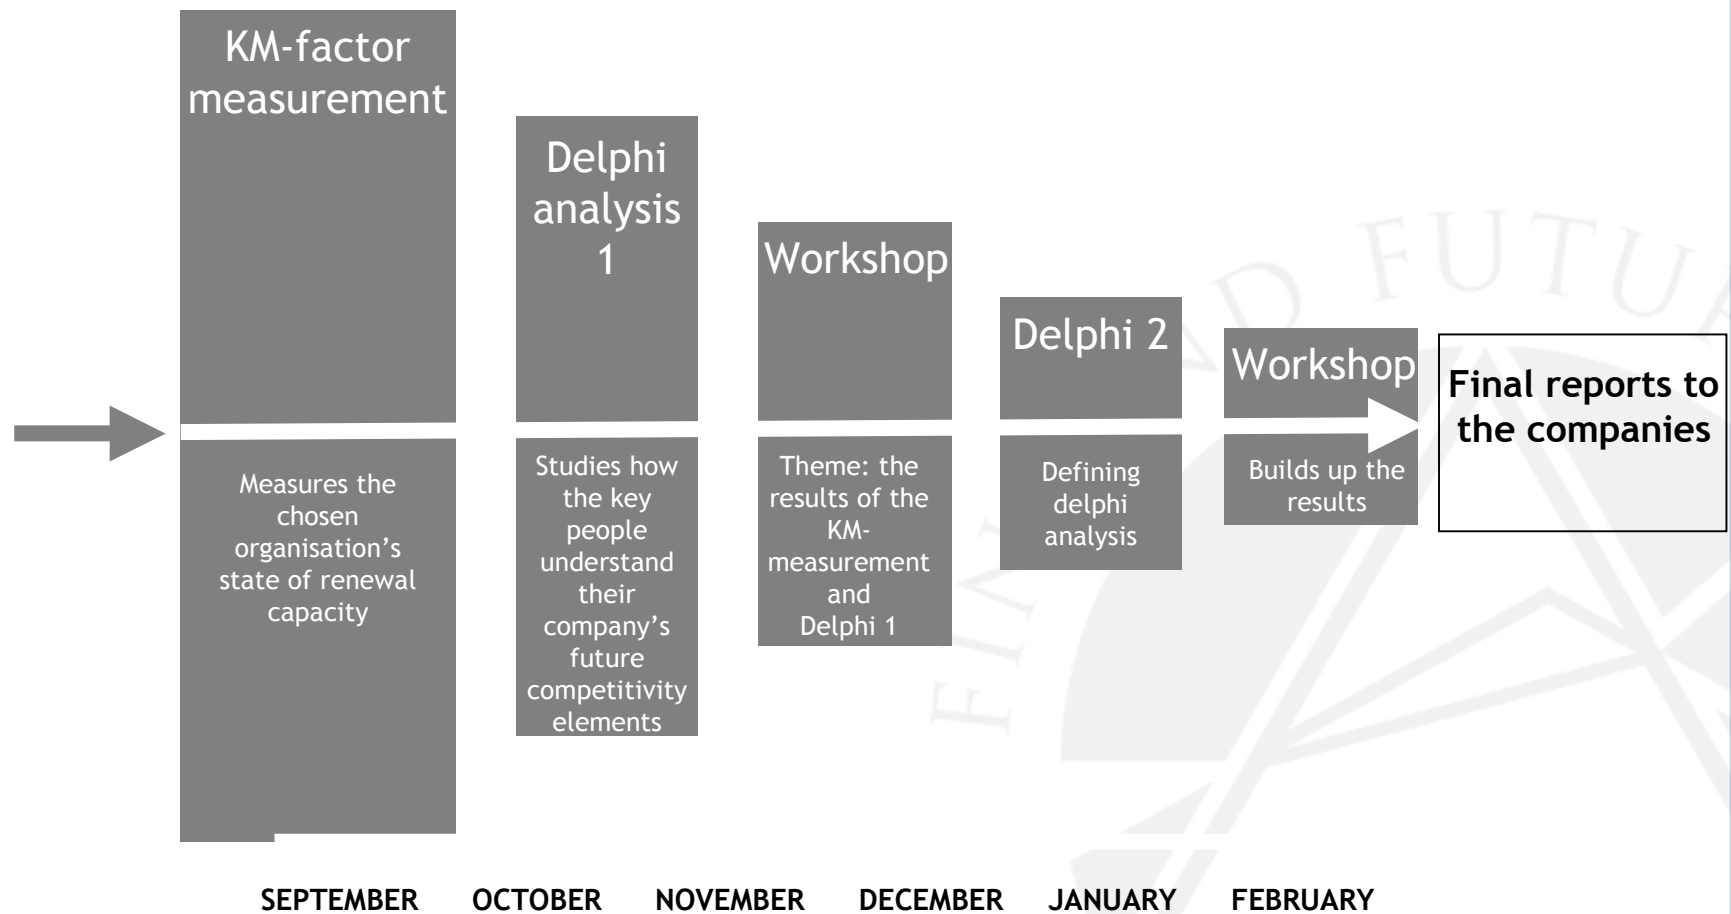 KM-factor
measurement
Measures the
chosen
organisation’s
state of renewal
capacity
Delphi
analysis
1
Studies how
the key
people
understand
their
company’s
future
competitivity
elements
Workshop
Theme: the
results of the
KM-
measurement
and
Delphi 1
Delphi 2
Defining
delphi
analysis
Workshop
Builds up the
results
Final reports to
the companies
SEPTEMBER OCTOBER NOVEMBER DECEMBER JANUARY FEBRUARY